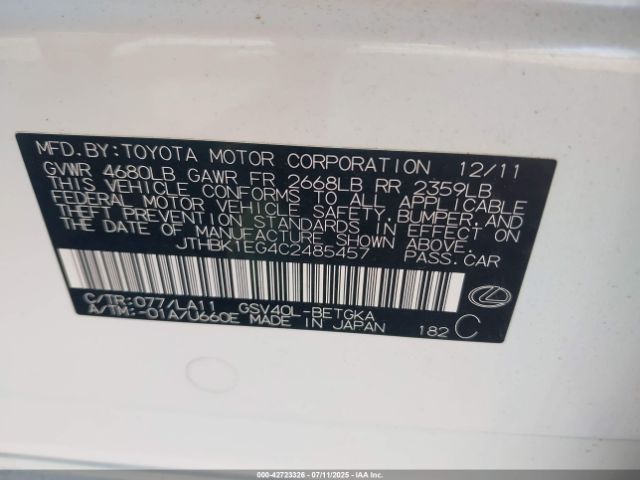 MFD.BY:TOYOTA MOTOR CORPORATION 12/11
GVWR 4680LB GAWR FR 2668LB RR 2359LB
THIS VEHICLE CONFORMS TO ALL APPLICABLE
FEDERAL MOTOR VEHICLE SAFETY,BUMPER,AND
THEFT PREVENTION STANDARDS IN EFFECT ON
THE DATE OF MANUFACTURE SHOWN ABOVE.
JTHBK1EG4C2485457 PASS.CAR
C/TR:077/LA11 GSV40L-BETGKA
A/TM:-01A/U660E MADE IN JAPAN 182 C
000-42723326 - 07/11/2025 - IAA Inc.